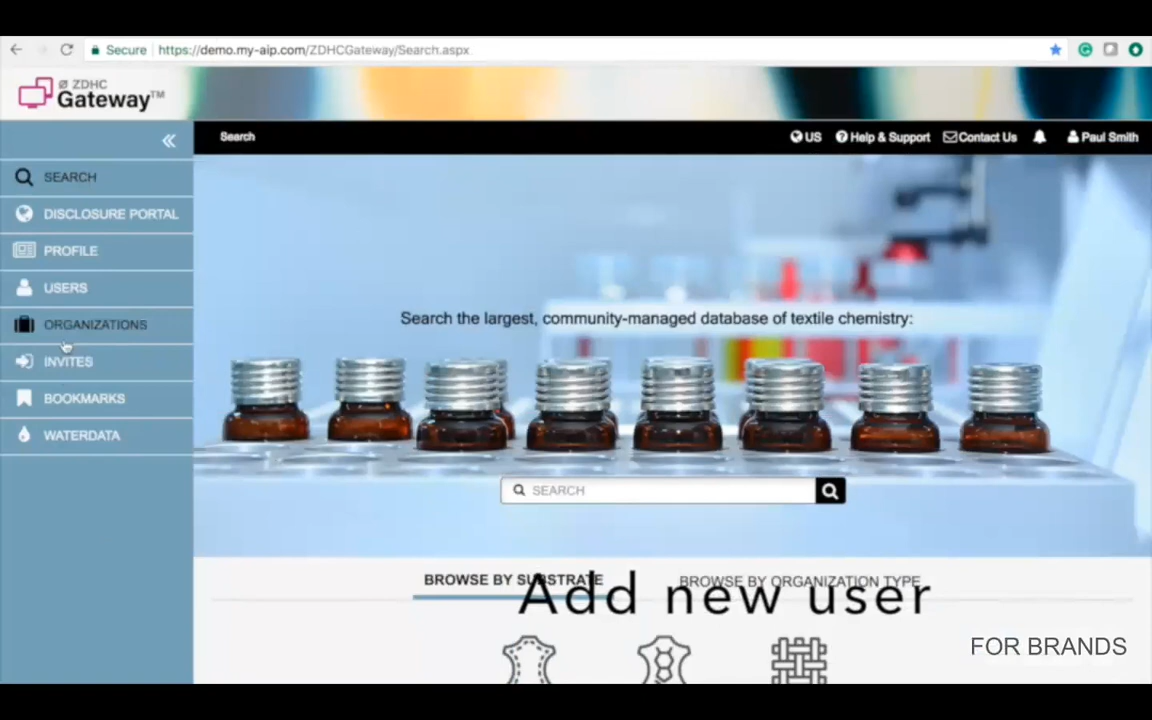 Secure https://demo.my-aip.com/ZDHCGateway/Search.aspx
Ø ZDHC
Gateway™
Search
US
Help & Support
Contact Us
Paul Smith
SEARCH
DISCLOSURE PORTAL
PROFILE
USERS
ORGANIZATIONS
INVITES
BOOKMARKS
WATERDATA
Search the largest, community-managed database of textile chemistry:
SEARCH
BROWSE BY SUBSTRATE
BROWSE BY ORGANIZATION TYPE
Add new user
FOR BRANDS